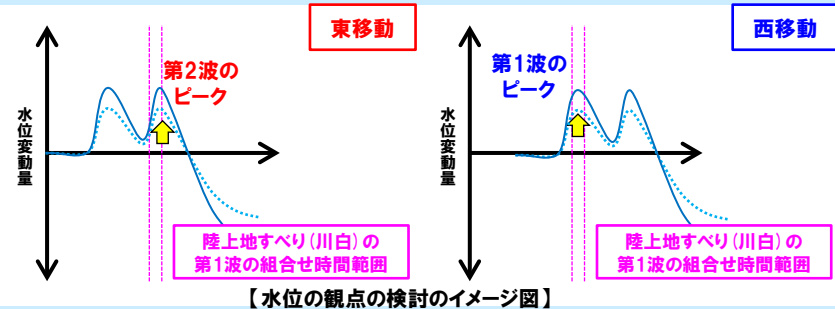 東移動
第2波の
ピーク
水位変動量
陸上地すべり(川白)の
第1波の組合せ時間範囲
西移動
第1波の
ピーク
水位変動量
陸上地すべり(川白)の
第1波の組合せ時間範囲
【水位の観点の検討のイメージ図】